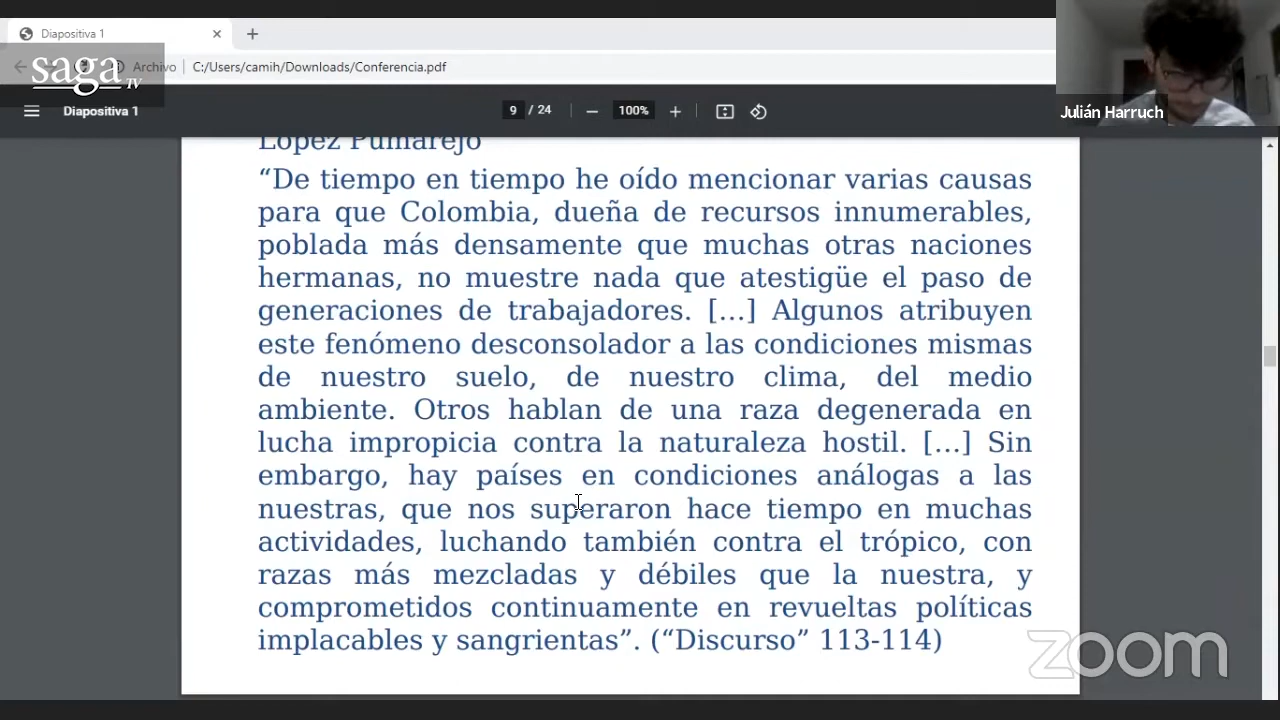 Diapositiva 1
saga TV
Archivo
C:/Users/camih/Downloads/Conferencia.pdf
Julián Harruch
Diapositiva 1
9 / 24
100%
López Pumarejo
“De tiempo en tiempo he oído mencionar varias causas
para que Colombia, dueña de recursos innumerables,
poblada más densamente que muchas otras naciones
hermanas, no muestre nada que atestigüe el paso de
generaciones de trabajadores. […] Algunos atribuyen
este fenómeno desconsolador a las condiciones mismas
de nuestro suelo, de nuestro clima, del medio
ambiente. Otros hablan de una raza degenerada en
lucha impropicia contra la naturaleza hostil. […] Sin
embargo, hay países en condiciones análogas a las
nuestras, que nos superaron hace tiempo en muchas
actividades, luchando también contra el trópico, con
razas más mezcladas y débiles que la nuestra, y
comprometidos continuamente en revueltas políticas
implacables y sangrientas”. (“Discurso” 113-114)
zoom